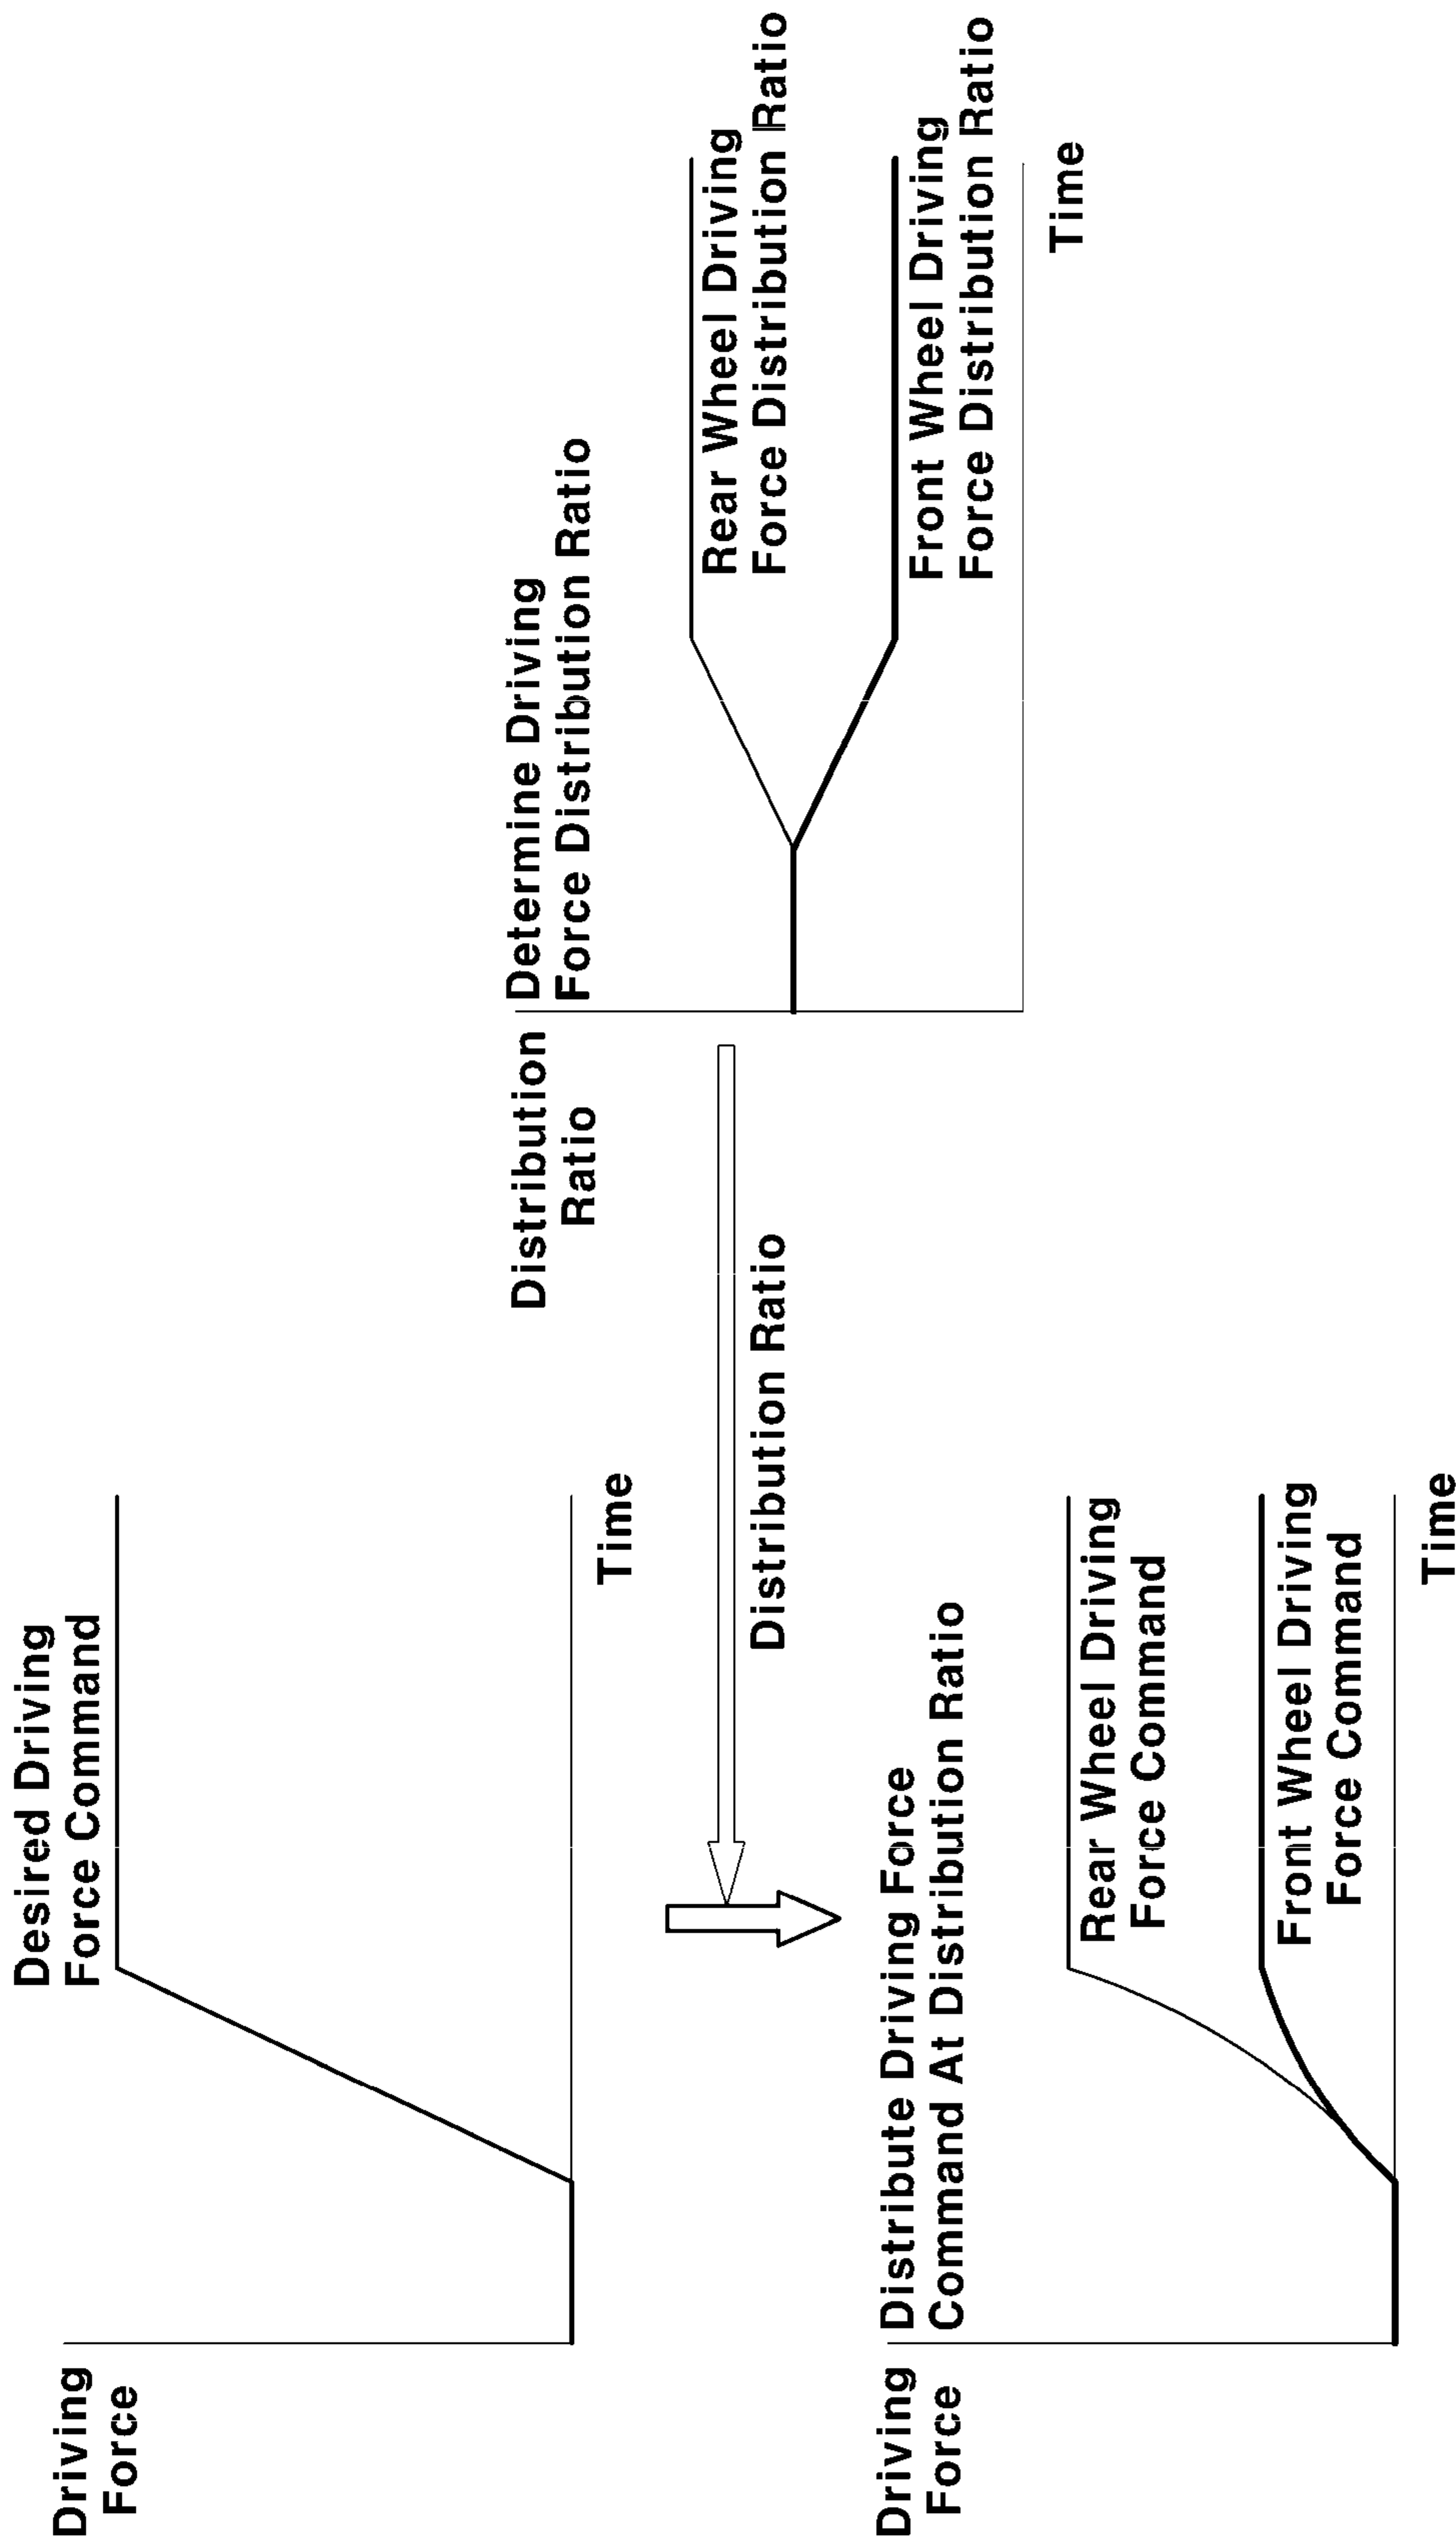 Driving
Force
Desired Driving
Force Command
Time
Distribution
Ratio
Determine Driving
Force Distribution Ratio
Rear Wheel Driving
Force Distribution Ratio
Front Wheel Driving
Force Distribution Ratio
Time
Distribution Ratio
Driving
Force
Distribute Driving Force
Command At Distribution Ratio
Rear Wheel Driving
Force Command
Front Wheel Driving
Force Command
Time